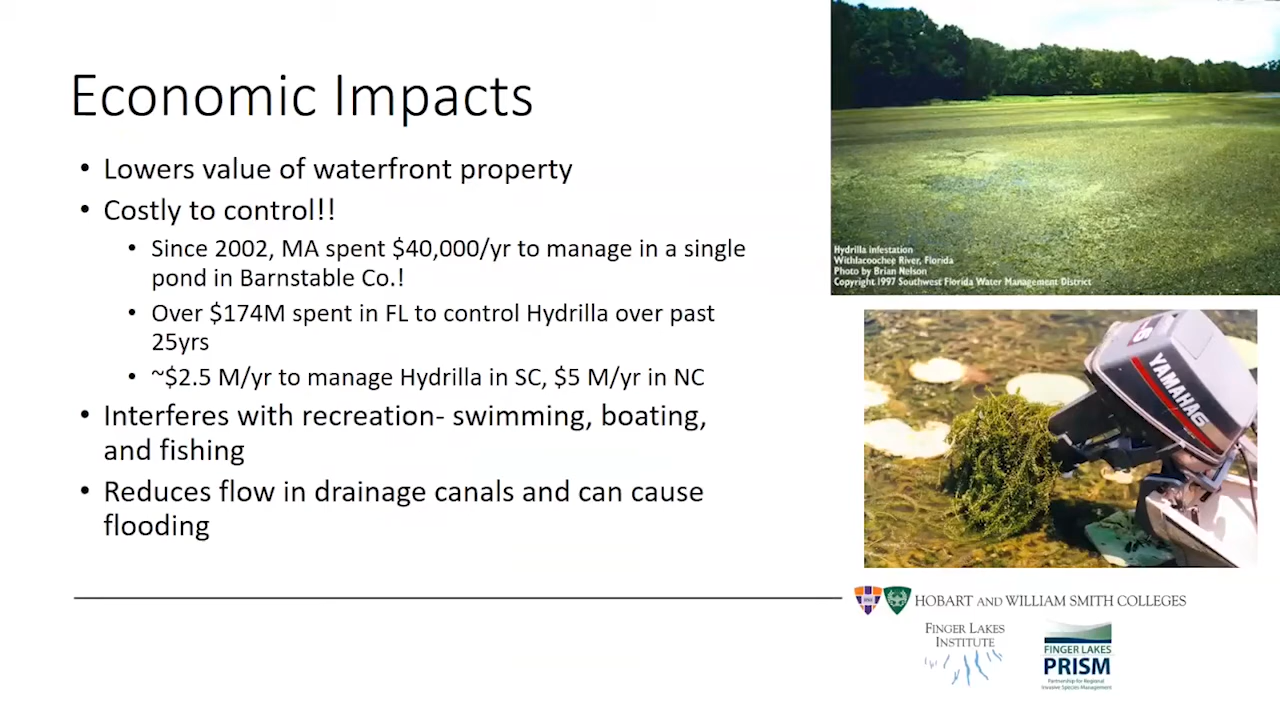 Economic Impacts
• Lowers value of waterfront property
• Costly to control!!
• Since 2002, MA spent $40,000/yr to manage in a single
pond in Barnstable Co.!
• Over $174M spent in FL to control Hydrilla over past
25yrs
• ~$2.5 M/yr to manage Hydrilla in SC, $5 M/yr in NC
• Interferes with recreation- swimming, boating,
and fishing
• Reduces flow in drainage canals and can cause
flooding
Hydrilla infestation
Withlacoochee River, Florida
Photo by Brian Nelson
Copyright 1997 Southwest Florida Water Management District
YAMAHA
HOBART AND WILLIAM SMITH COLLEGES
FINGER LAKES
INSTITUTE
FINGER LAKES
PRISM
Partnership for Regional
Invasive Species Management